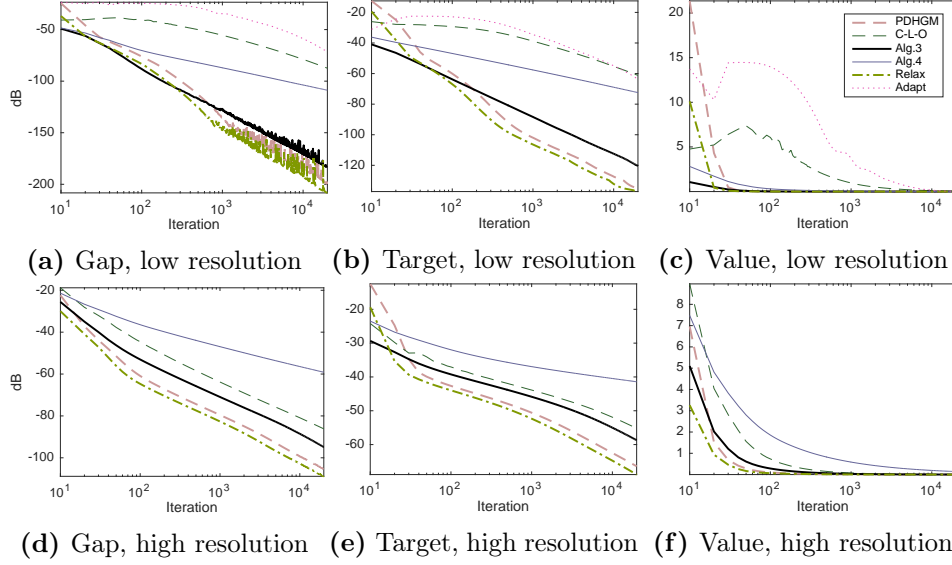 -50
-100
-150
-200
dB
10^1
10^2
10^3
10^4
Iteration
(a) Gap, low resolution
-20
-40
-60
-80
-100
-120
10^1
10^2
10^3
10^4
Iteration
(b) Target, low resolution
20
15
10
5
PDHGM
C-L-O
Alg.3
Alg.4
Relax
Adapt
10^1
10^2
10^3
10^4
Iteration
(c) Value, low resolution
-20
-40
-60
-80
-100
dB
10^1
10^2
10^3
10^4
Iteration
(d) Gap, high resolution
-20
-30
-40
-50
-60
10^1
10^2
10^3
10^4
Iteration
(e) Target, high resolution
8
7
6
5
4
3
2
1
10^1
10^2
10^3
10^4
Iteration
(f) Value, high resolution